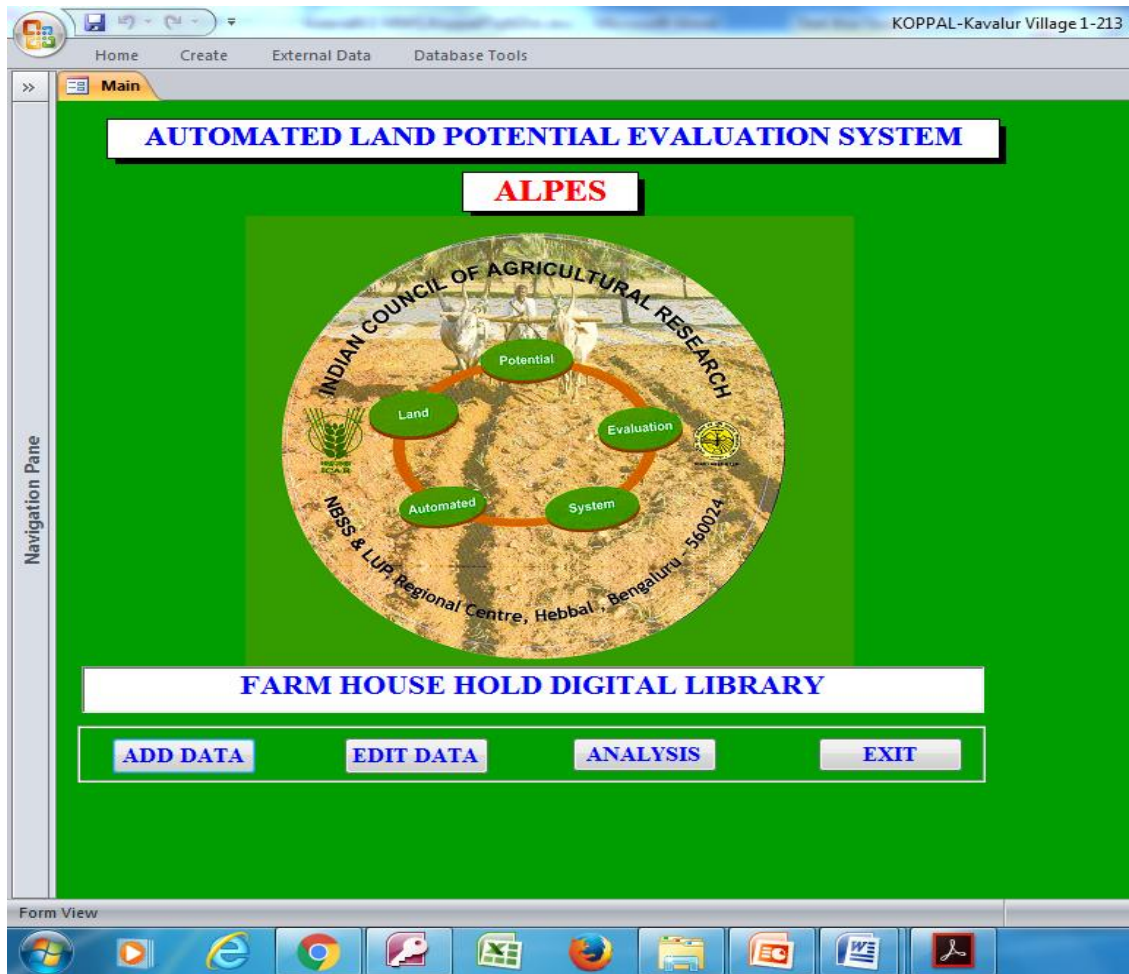 KOPPAL-Kavalur Village 1-213
Home Create External Data Database Tools
Main
AUTOMATED LAND POTENTIAL EVALUATION SYSTEM
ALPES
INDIAN COUNCIL OF AGRICULTURAL RESEARCH
Potential
Land
Evaluation
ICAR
Automated
System
NBSS & LUP, Regional Centre, Hebbal , Bengaluru - 560024
Navigation Pane
FARM HOUSE HOLD DIGITAL LIBRARY
ADD DATA EDIT DATA ANALYSIS EXIT
Form View